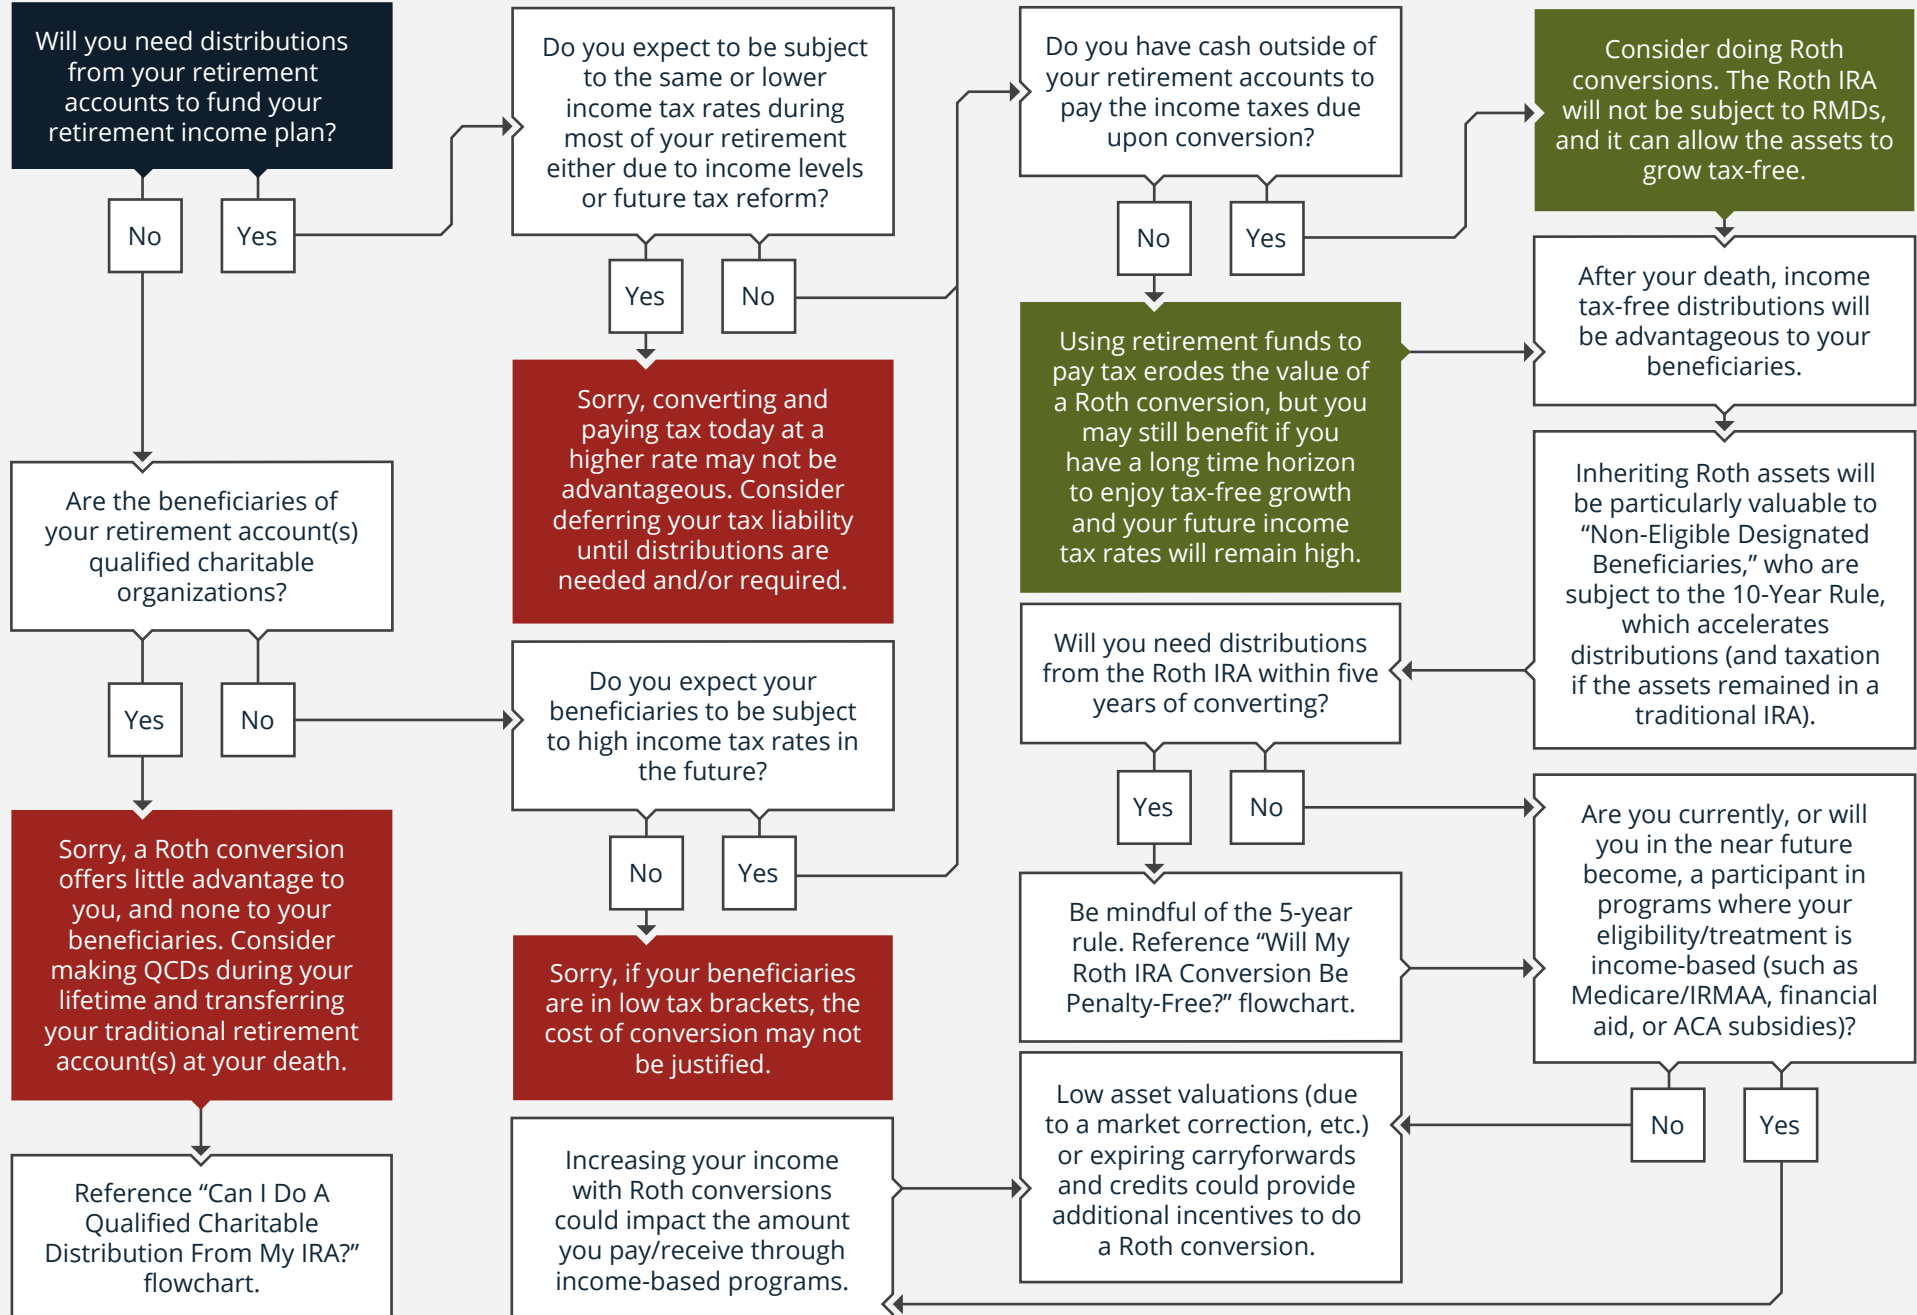 Will you need distributions
from your retirement
accounts to fund your
retirement income plan?
No
Yes
Are the beneficiaries of
your retirement account(s)
qualified charitable
organizations?
Yes
No
Sorry, a Roth conversion
offers little advantage to
you, and none to your
beneficiaries. Consider
making QCDs during your
lifetime and transferring
your traditional retirement
account(s) at your death.
Reference “Can I Do A
Qualified Charitable
Distribution From My IRA?”
flowchart.
Do you expect to be subject
to the same or lower
income tax rates during
most of your retirement
either due to income levels
or future tax reform?
Yes
No
Sorry, converting and
paying tax today at a
higher rate may not be
advantageous. Consider
deferring your tax liability
until distributions are
needed and/or required.
Do you expect your
beneficiaries to be subject
to high income tax rates in
the future?
No
Yes
Sorry, if your beneficiaries
are in low tax brackets, the
cost of conversion may not
be justified.
Increasing your income
with Roth conversions
could impact the amount
you pay/receive through
income-based programs.
Do you have cash outside of
your retirement accounts to
pay the income taxes due
upon conversion?
No
Yes
Using retirement funds to
pay tax erodes the value of
a Roth conversion, but you
may still benefit if you
have a long time horizon
to enjoy tax-free growth
and your future income
tax rates will remain high.
Will you need distributions
from the Roth IRA within five
years of converting?
Yes
No
Be mindful of the 5-year
rule. Reference “Will My
Roth IRA Conversion Be
Penalty-Free?” flowchart.
Low asset valuations (due
to a market correction, etc.)
or expiring carryforwards
and credits could provide
additional incentives to do
a Roth conversion.
Consider doing Roth
conversions. The Roth IRA
will not be subject to RMDs,
and it can allow the assets to
grow tax-free.
After your death, income
tax-free distributions will
be advantageous to your
beneficiaries.
Inheriting Roth assets will
be particularly valuable to
“Non-Eligible Designated
Beneficiaries,” who are
subject to the 10-Year Rule,
which accelerates
distributions (and taxation
if the assets remained in a
traditional IRA).
Are you currently, or will
you in the near future
become, a participant in
programs where your
eligibility/treatment is
income-based (such as
Medicare/IRMAA, financial
aid, or ACA subsidies)?
No
Yes